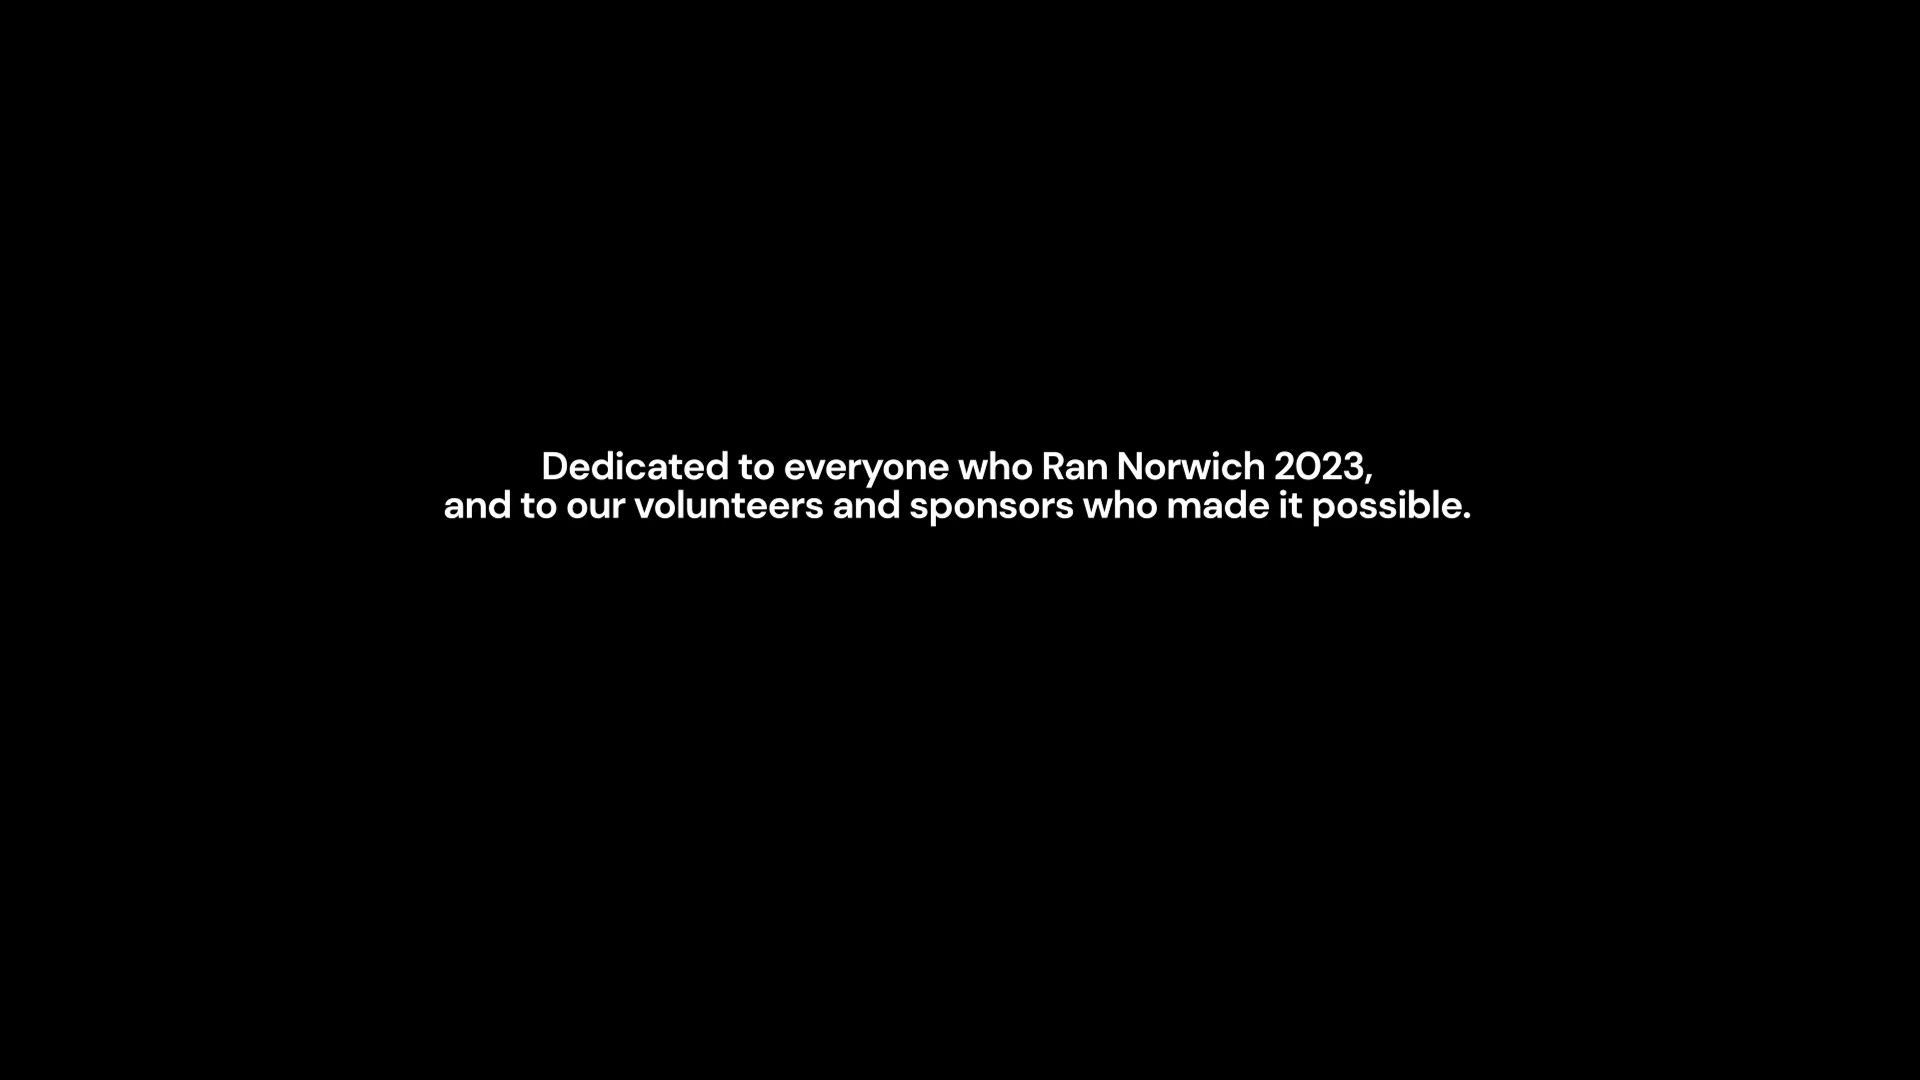 Dedicated to everyone who Ran Norwich 2023,
and to our volunteers and sponsors who made it possible.